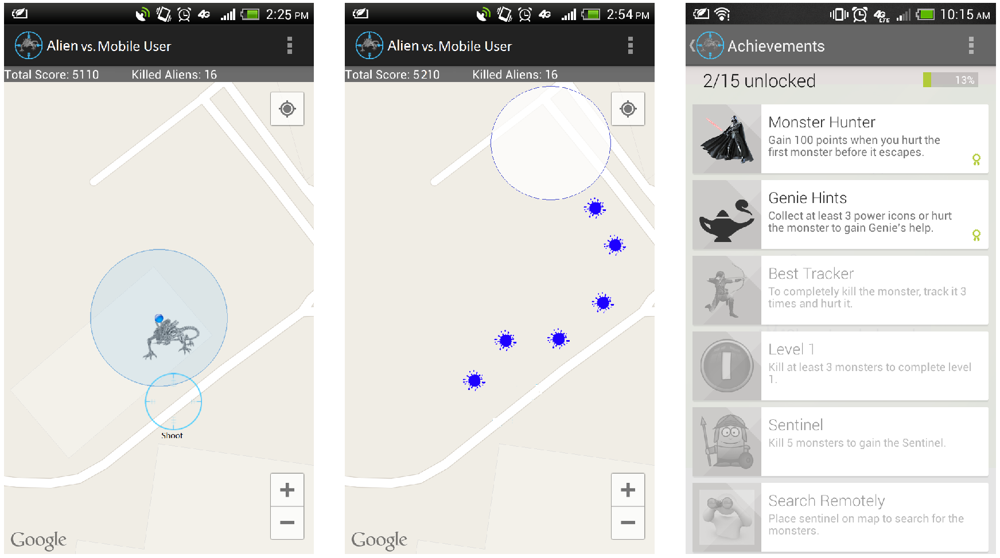 2:25 PM
Alien vs. Mobile User
Total Score: 5110 Killed Aliens: 16
Shoot
Google
2:54 PM
Alien vs. Mobile User
Total Score: 5210 Killed Aliens: 16
Google
4G LTE 10:15 AM
Achievements
2/15 unlocked 13%
Monster Hunter
Gain 100 points when you hurt the
first monster before it escapes.
Genie Hints
Collect at least 3 power icons or hurt
the monster to gain Genie's help.
Best Tracker
To completely kill the monster, track it 3
times and hurt it.
Level 1
Kill at least 3 monsters to complete level
1.
Sentinel
Kill 5 monsters to gain the Sentinel.
Search Remotely
Place sentinel on map to search for the
monsters.